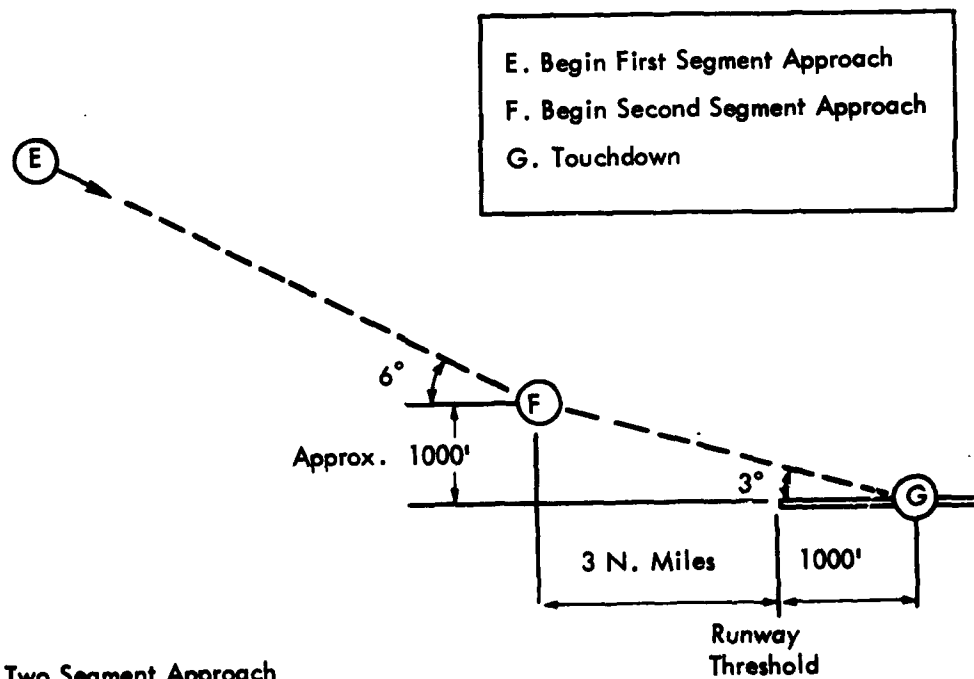 E. Begin First Segment Approach
F. Begin Second Segment Approach
G. Touchdown
E
6°
F
Approx. 1000'
3°
G
3 N. Miles
1000'
Runway
Threshold
Two Segment Approach